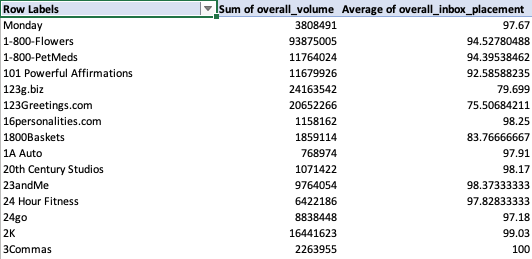 Row Labels Sum of overall_volume Average of overall_inbox_placement
Monday 3808491 97.67
1-800-Flowers 93875005 94.52780488
1-800-PetMeds 11764024 94.39538462
101 Powerful Affirmations 11679926 92.58588235
123g.biz 24163542 79.699
123Greetings.com 20652266 75.50684211
16personalities.com 1158162 98.25
1800Baskets 1859114 83.76666667
1A Auto 768974 97.91
20th Century Studios 1071422 98.17
23andMe 9764054 98.37333333
24 Hour Fitness 6422186 97.82833333
24go 8838448 97.18
2K 16441623 99.03
3Commas 2263955 100